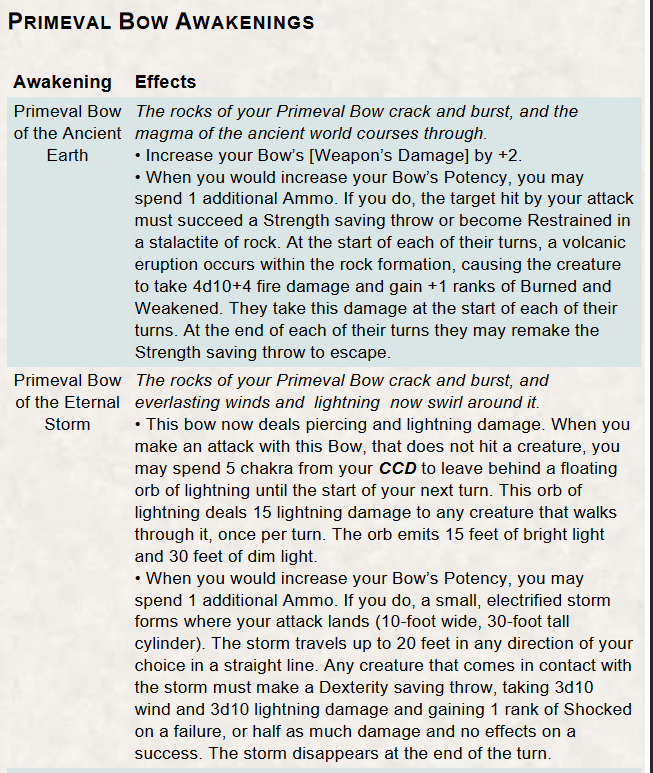 PRIMEVAL BOW AWAKENINGS
Awakening Effects
Primeval Bow of the Ancient Earth
The rocks of your Primeval Bow crack and burst, and the
magma of the ancient world courses through.
• Increase your Bow's [Weapon's Damage] by +2.
• When you would increase your Bow's Potency, you may
spend 1 additional Ammo. If you do, the target hit by your attack
must succeed a Strength saving throw or become Restrained in
a stalactite of rock. At the start of each of their turns, a volcanic
eruption occurs within the rock formation, causing the creature
to take 4d10+4 fire damage and gain +1 ranks of Burned and
Weakened. They take this damage at the start of each of their
turns. At the end of each of their turns they may remake the
Strength saving throw to escape.
Primeval Bow of the Eternal Storm
The rocks of your Primeval Bow crack and burst, and
everlasting winds and lightning now swirl around it.
• This bow now deals piercing and lightning damage. When you
make an attack with this Bow, that does not hit a creature, you
may spend 5 chakra from your CCD to leave behind a floating
orb of lightning until the start of your next turn. This orb of
lightning deals 15 lightning damage to any creature that walks
through it, once per turn. The orb emits 15 feet of bright light
and 30 feet of dim light.
• When you would increase your Bow's Potency, you may
spend 1 additional Ammo. If you do, a small, electrified storm
forms where your attack lands (10-foot wide, 30-foot tall
cylinder). The storm travels up to 20 feet in any direction of your
choice in a straight line. Any creature that comes in contact with
the storm must make a Dexterity saving throw, taking 3d10
wind and 3d10 lightning damage and gaining 1 rank of Shocked
on a failure, or half as much damage and no effects on a
success. The storm disappears at the end of the turn.